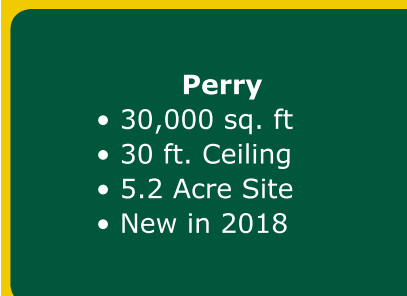 Perry
• 30,000 sq. ft
• 30 ft. Ceiling
• 5.2 Acre Site
• New in 2018